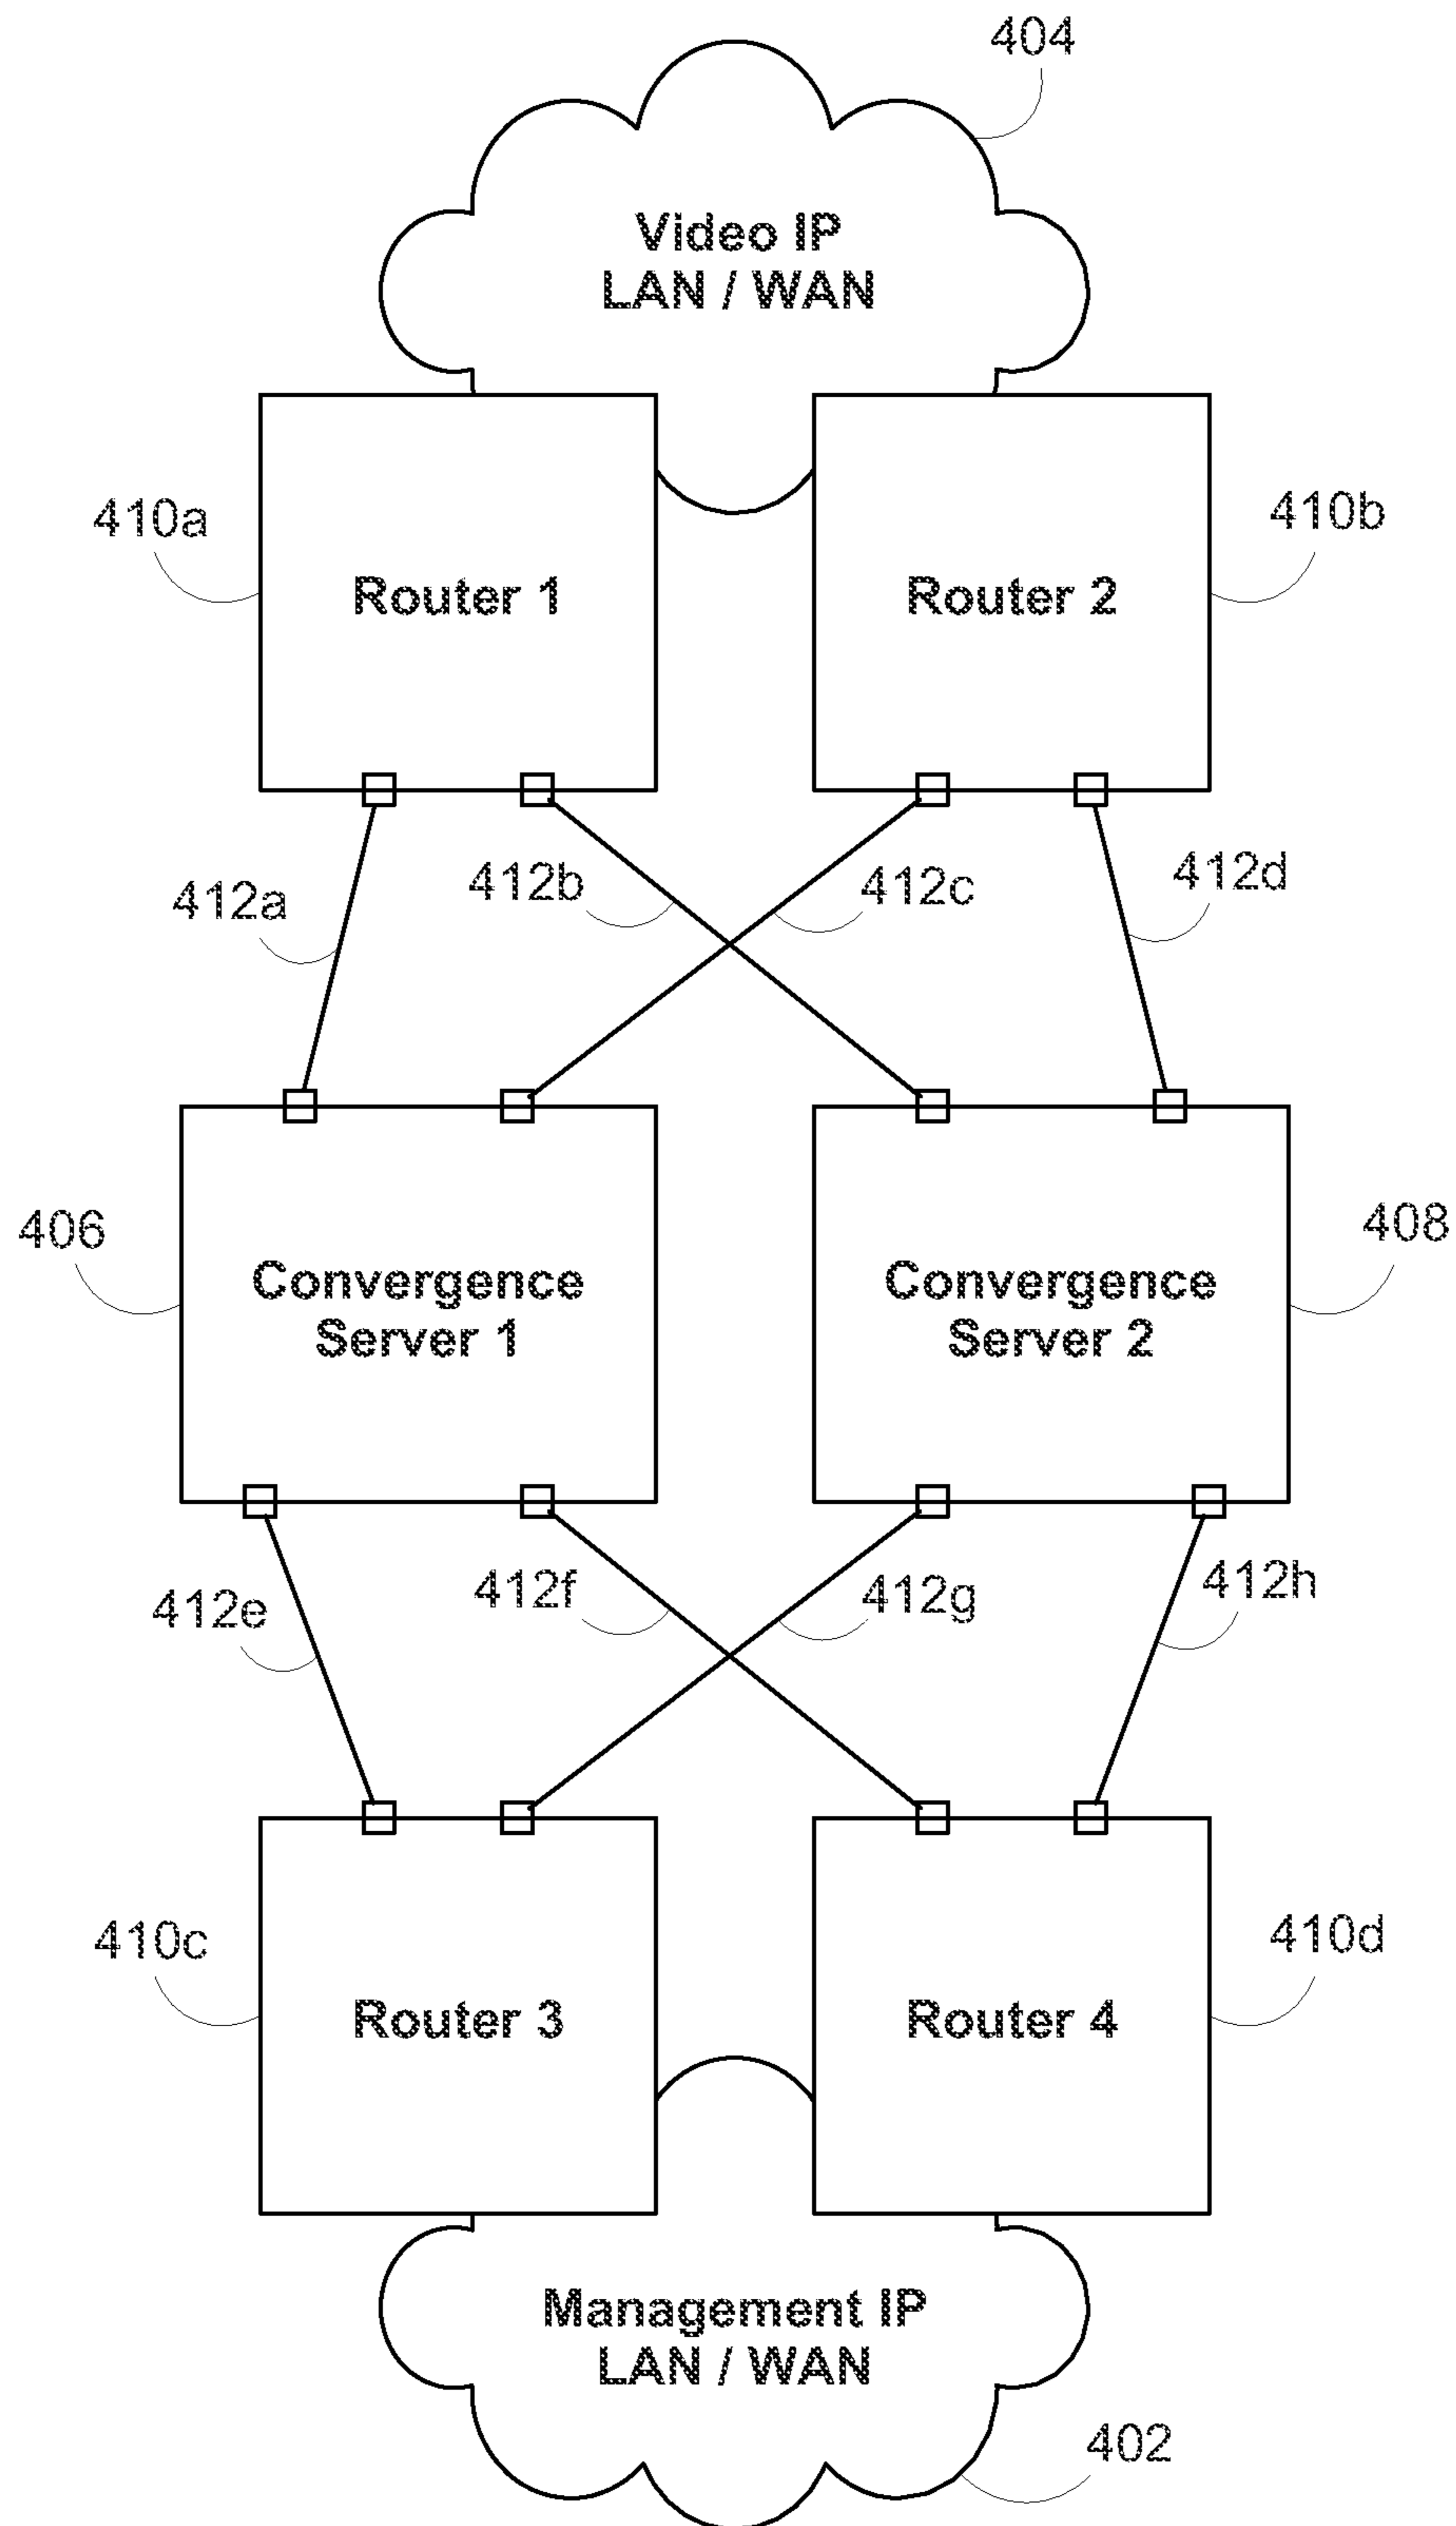 404
Video IP
LAN / WAN
410a
410b
Router 1
Router 2
412a
412b
412c
412d
406
408
Convergence
Server 1
Convergence
Server 2
412e
412f
412g
412h
410c
410d
Router 3
Router 4
Management IP
LAN / WAN
402